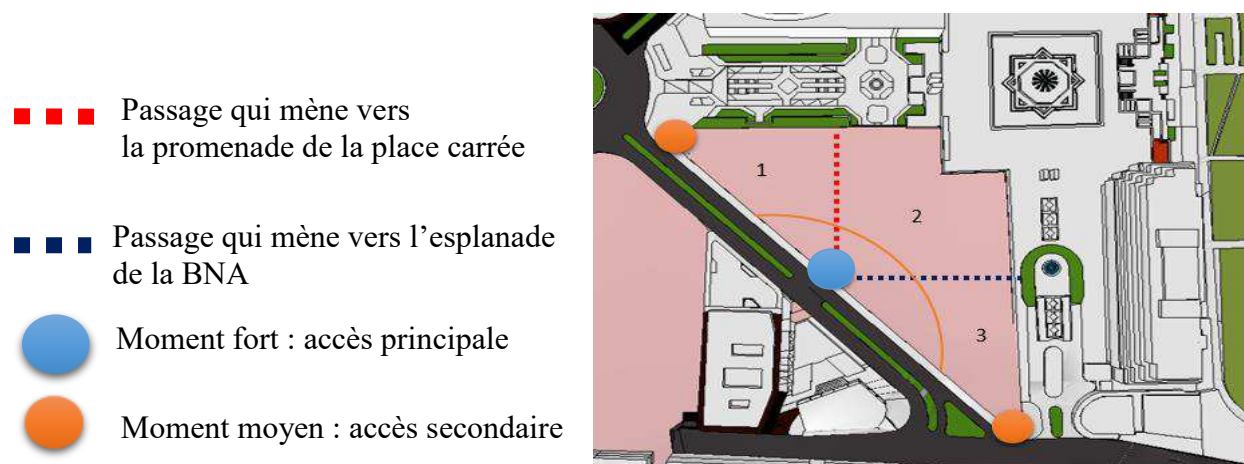 Passage qui mène vers
la promenade de la place carrée
Passage qui mène vers l’esplanade
de la BNA
Moment fort : accès principale
Moment moyen : accès secondaire
1
2
3